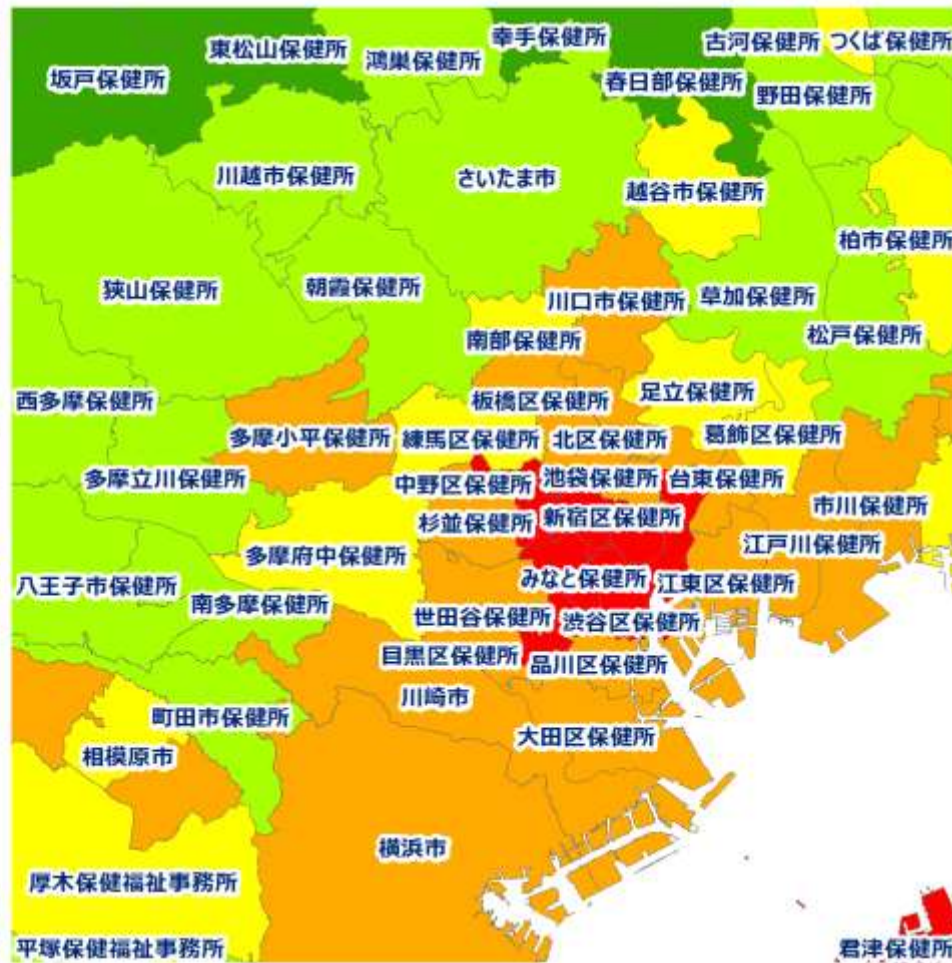 幸手保健所
東松山保健所
鴻巣保健所
古河保健所
つくば保健所
坂戸保健所
春日部保健所
野田保健所
川越市保健所
さいたま市
越谷市保健所
柏市保健所
狭山保健所
朝霞保健所
川口市保健所
草加保健所
南部保健所
松戸保健所
西多摩保健所
板橋区保健所
足立保健所
多摩小平保健所
練馬区保健所
北区保健所
葛飾区保健所
多摩立川保健所
中野区保健所
池袋保健所
台東保健所
杉並保健所
新宿区保健所
市川保健所
多摩府中保健所
江戸川保健所
八王子市保健所
みなと保健所
江東区保健所
南多摩保健所
世田谷保健所
渋谷区保健所
目黒区保健所
品川区保健所
川崎市
町田市保健所
大田区保健所
相模原市
横浜市
厚木保健福祉事務所
平塚保健福祉事務所
君津保健所